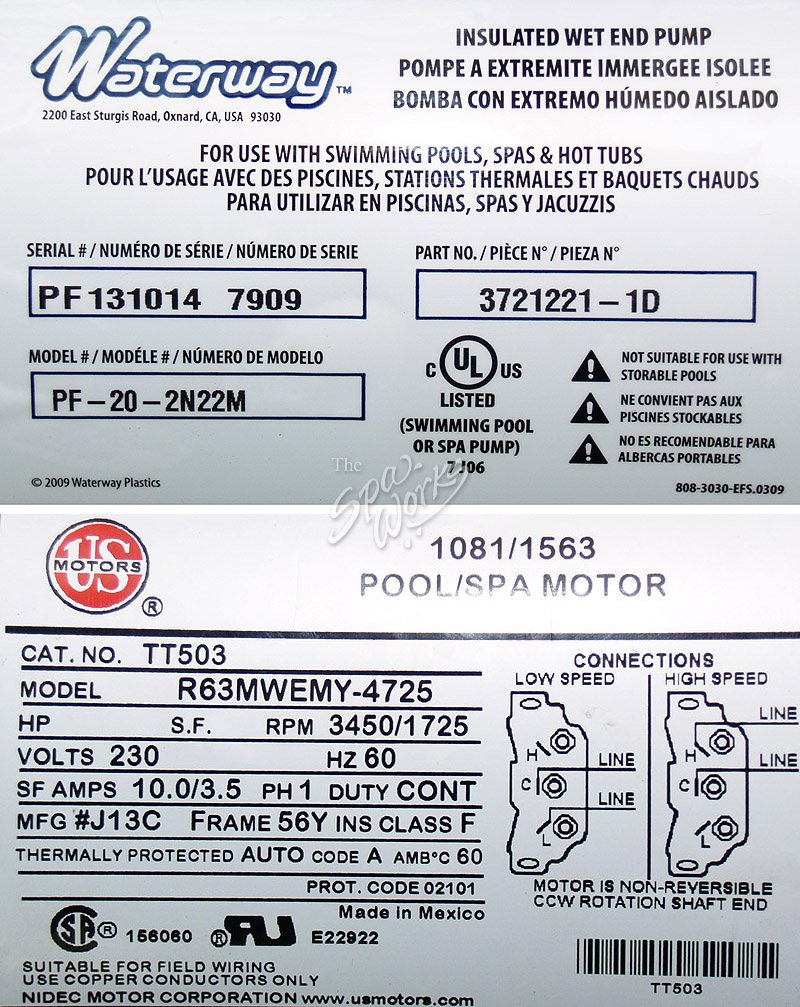 Waterway™
2200 East Sturgis Road, Oxnard, CA, USA 93030
INSULATED WET END PUMP
POMPE A EXTREMITE IMMERGEE ISOLEE
BOMBA CON EXTREMO HÚMEDO AISLADO
FOR USE WITH SWIMMING POOLS, SPAS & HOT TUBS
POUR L'USAGE AVEC DES PISCINES, STATIONS THERMALES ET BAQUETS CHAUDS
PARA UTILIZAR EN PISCINAS, SPAS Y JACUZZIS
SERIAL # / NUMÉRO DE SÉRIE / NÚMERO DE SERIE
PF 131014 7909
PART NO. / PIÈCE N° / PIEZA N°
3721221-1D
MODEL # / MODÉLE # / NÚMERO DE MODELO
PF-20-2N22M
C UL US
LISTED
(SWIMMING POOL
OR SPA PUMP)
7J06
NOT SUITABLE FOR USE WITH
STORABLE POOLS
NE CONVIENT PAS AUX
PISCINES STOCKABLES
NO ES RECOMENDABLE PARA
ALBERCAS PORTABLES
© 2009 Waterway Plastics
808-3030-EFS.0309
The
Spa
Works
US
MOTORS
®
1081/1563
POOL/SPA MOTOR
CAT. NO. TT503
MODEL R63MWEMY-4725
HP S.F. RPM 3450/1725
VOLTS 230 HZ 60
SF AMPS 10.0/3.5 PH 1 DUTY CONT
MFG #J13C FRAME 56Y INS CLASS F
THERMALLY PROTECTED AUTO CODE A AMB°C 60
PROT. CODE 02101
Made in Mexico
SA® 156060 ®RU E22922
SUITABLE FOR FIELD WIRING
USE COPPER CONDUCTORS ONLY
NIDEC MOTOR CORPORATION www.usmotors.com
CONNECTIONS
LOW SPEED HIGH SPEED
H
C
L
LINE
LINE
H
C
L
LINE
LINE
MOTOR IS NON-REVERSIBLE
CCW ROTATION SHAFT END
TT503